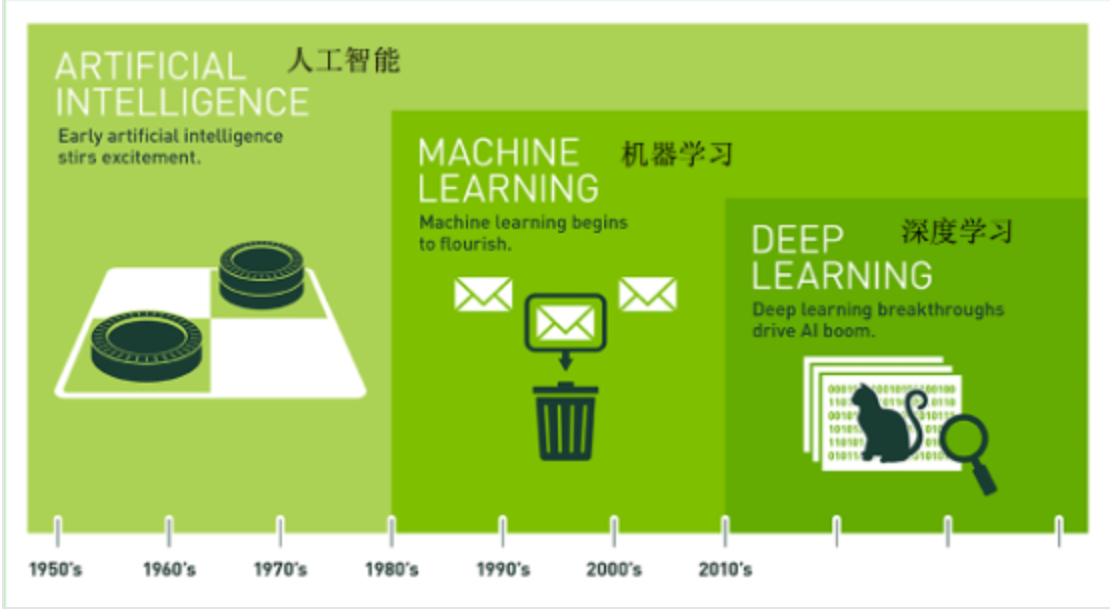 ARTIFICIAL
INTELLIGENCE
人工智能
Early artificial intelligence
stirs excitement.
MACHINE
LEARNING
机器学习
Machine learning begins
to flourish.
DEEP
LEARNING
深度学习
Deep learning breakthroughs
drive AI boom.
1950's
1960's
1970's
1980's
1990's
2000's
2010's